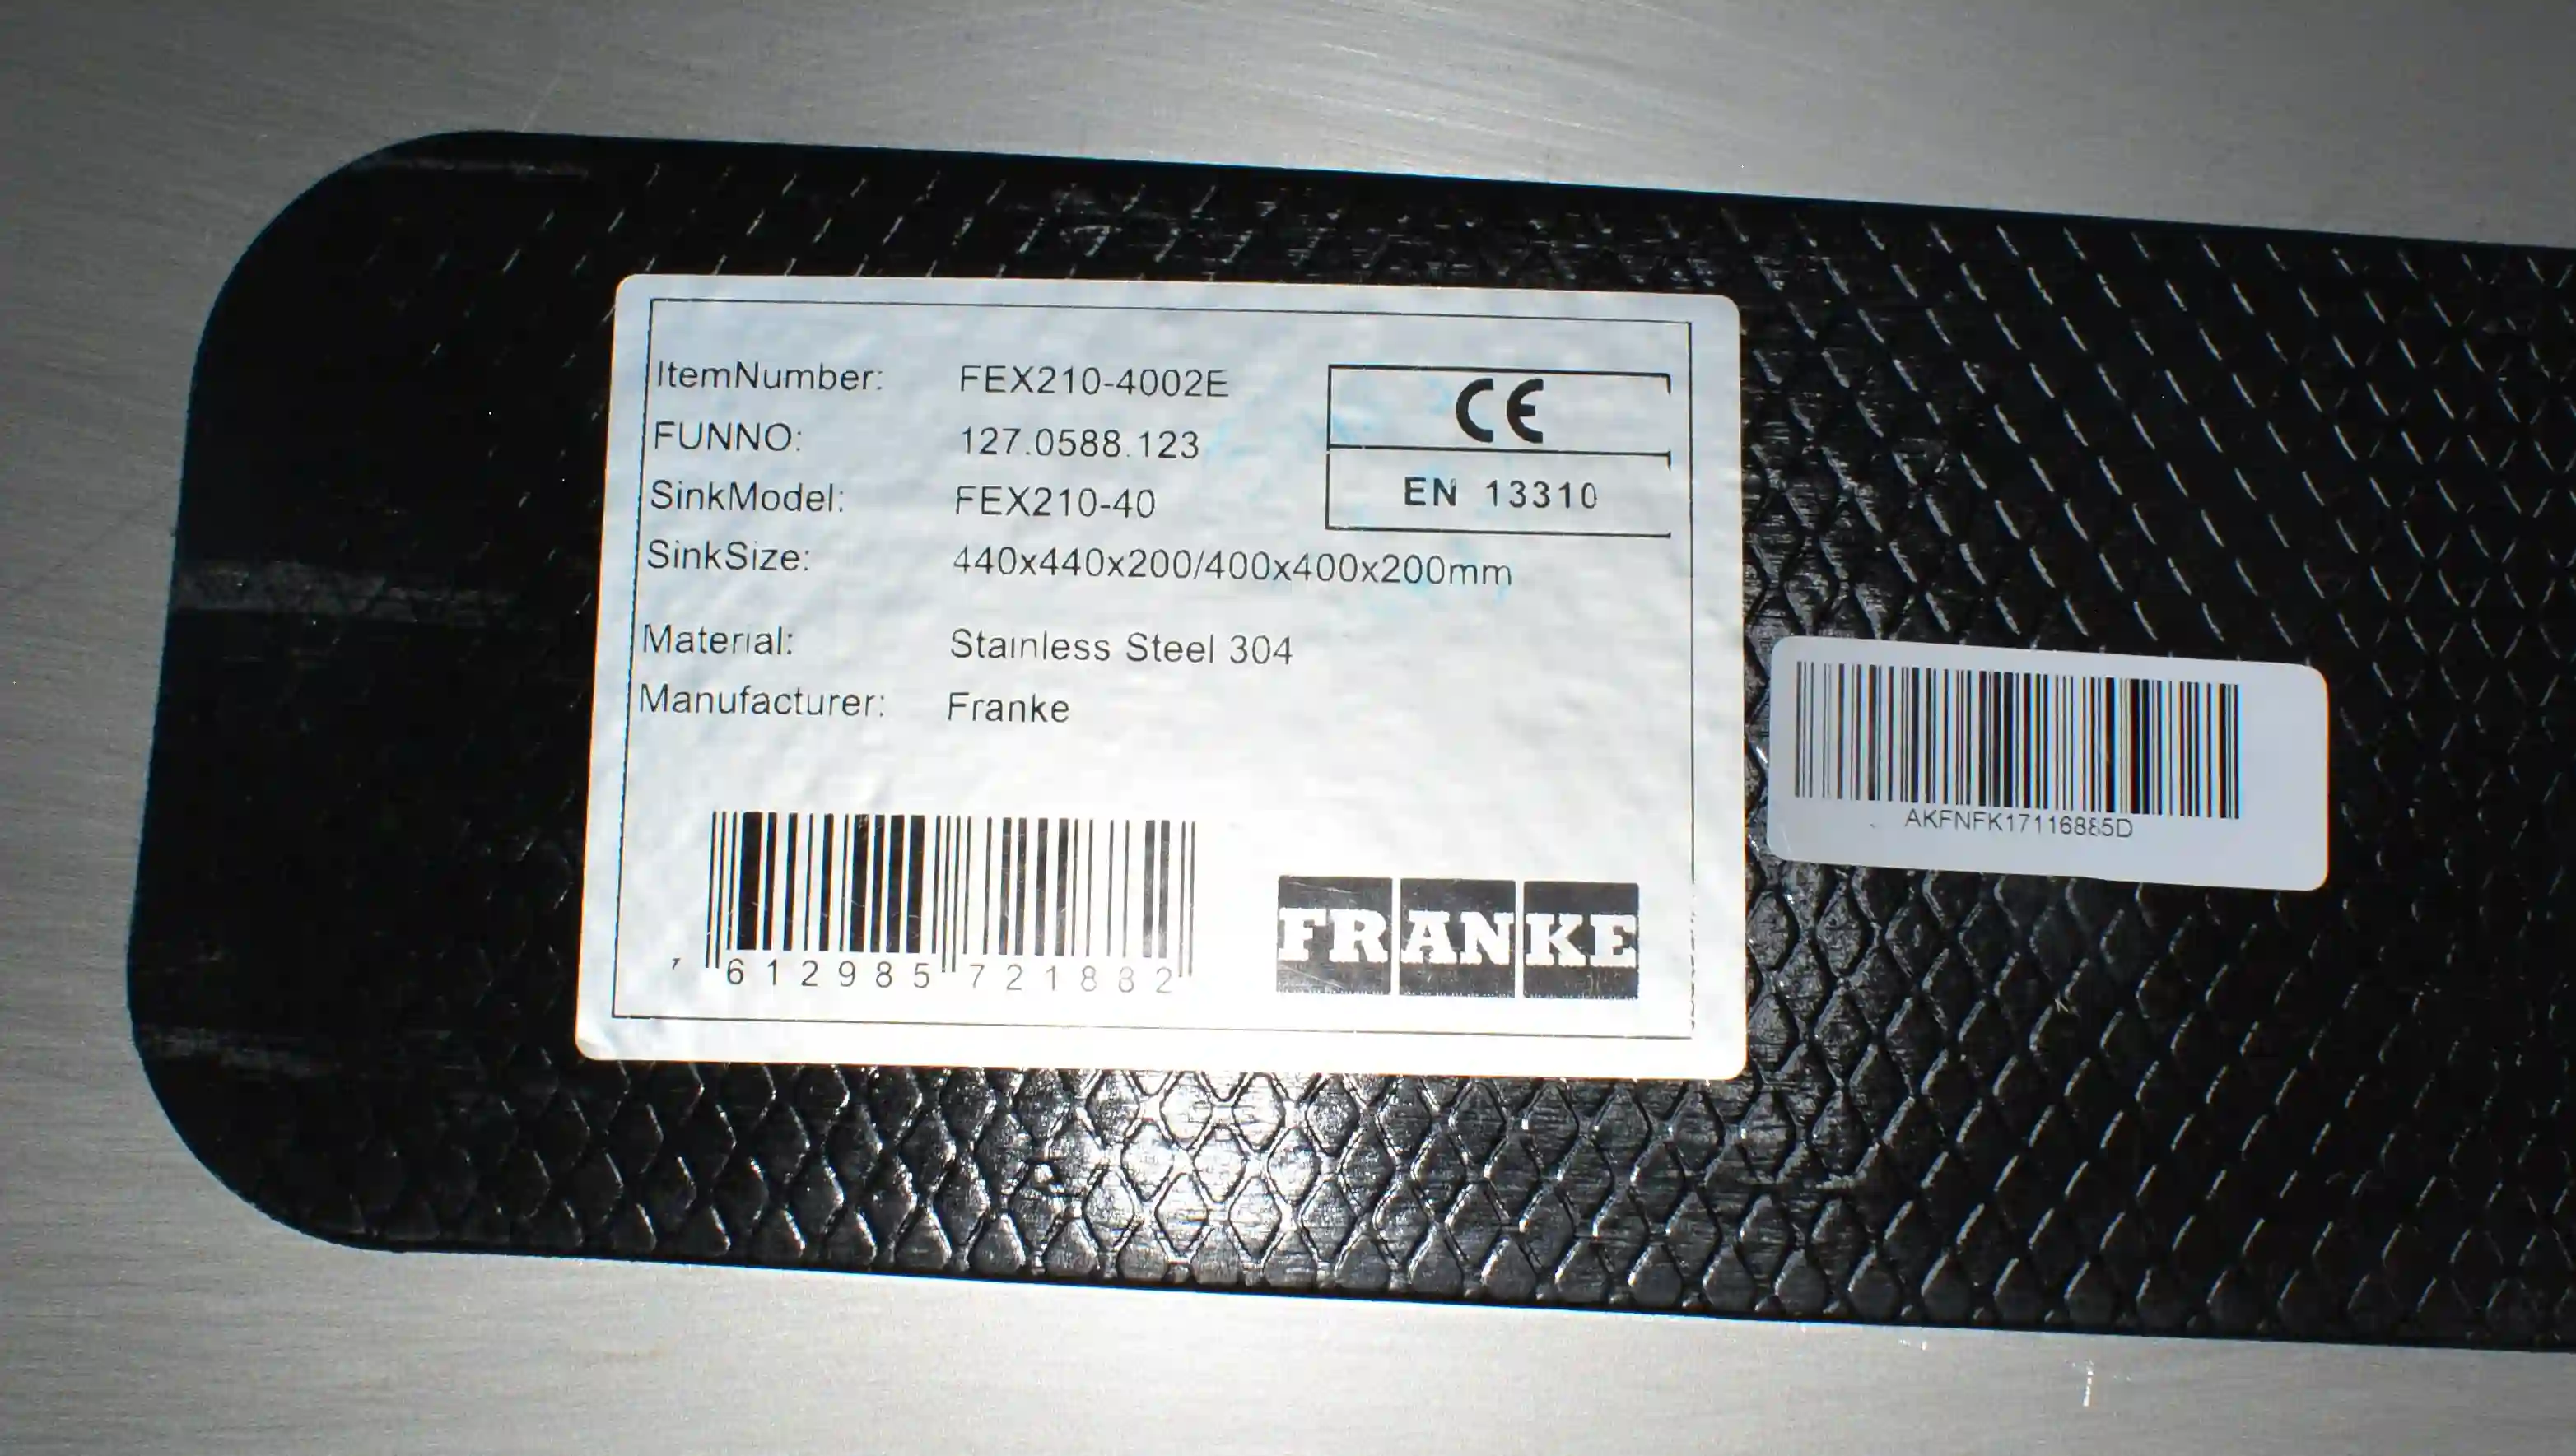 ItemNumber: FEX210-4002E
FUNNO: 127.0588.123
SinkModel: FEX210-40
SinkSize: 440x440x200/400x400x200mm
Material: Stainless Steel 304
Manufacturer: Franke
CE
EN 13310
7 612985 721882
FRANKE
AKFNFK17116885D